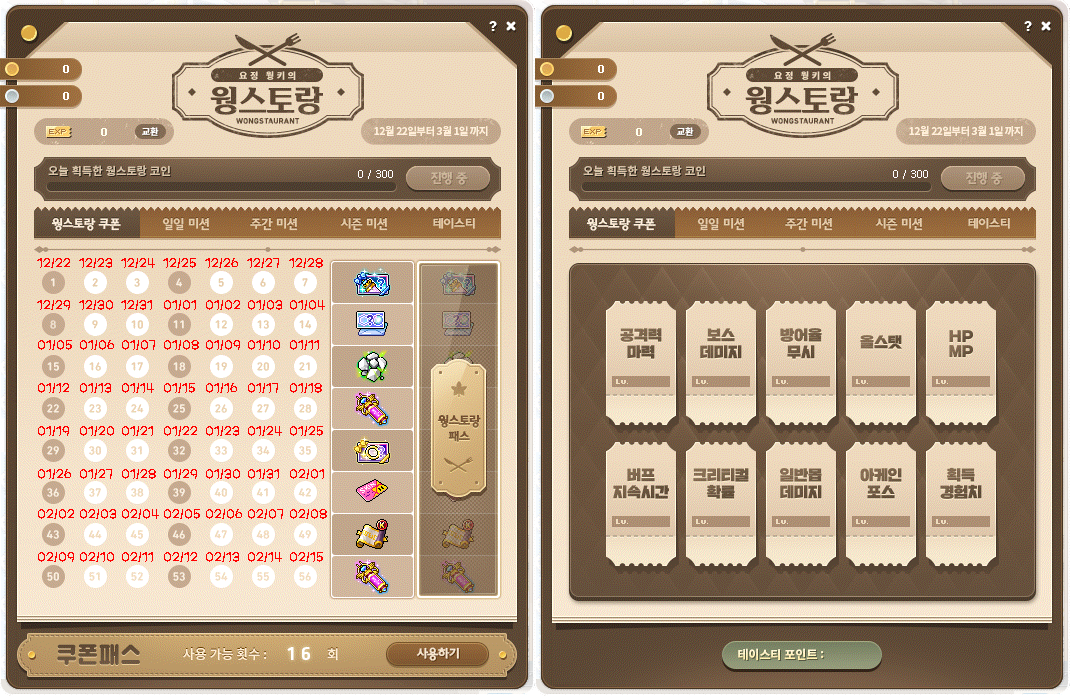 ? ×
0
0
요정 웡키의
웡스토랑
WONGSTAURANT
EXP 0 교환
12월 22일부터 3월 1일 까지
오늘 획득한 웡스토랑 코인
0 / 300
진행 중
웡스토랑 쿠폰 일일 미션 주간 미션 시즌 미션 테이스티
12/22 12/23 12/24 12/25 12/26 12/27 12/28
1 2 3 4 5 6 7
12/29 12/30 12/31 01/01 01/02 01/03 01/04
8 9 10 11 12 13 14
01/05 01/06 01/07 01/08 01/09 01/10 01/11
15 16 17 18 19 20 21
01/12 01/13 01/14 01/15 01/16 01/17 01/18
22 23 24 25 26 27 28
01/19 01/20 01/21 01/22 01/23 01/24 01/25
29 30 31 32 33 34 35
01/26 01/27 01/28 01/29 01/30 01/31 02/01
36 37 38 39 40 41 42
02/02 02/03 02/04 02/05 02/06 02/07 02/08
43 44 45 46 47 48 49
02/09 02/10 02/11 02/12 02/13 02/14 02/15
50 51 52 53 54 55 56
웡스토랑
패스
쿠폰패스
사용 가능 횟수 : 16 회
사용하기
? ×
0
0
요정 웡키의
웡스토랑
WONGSTAURANT
EXP 0 교환
12월 22일부터 3월 1일 까지
오늘 획득한 웡스토랑 코인
0 / 300
진행 중
웡스토랑 쿠폰 일일 미션 주간 미션 시즌 미션 테이스티
공격력
마력
Lv.
보스
데미지
Lv.
방어율
무시
Lv.
올스탯
Lv.
HP
MP
Lv.
버프
지속시간
Lv.
크리티컬
확률
Lv.
일반몹
데미지
Lv.
아케인
포스
Lv.
획득
경험치
Lv.
테이스티 포인트 :